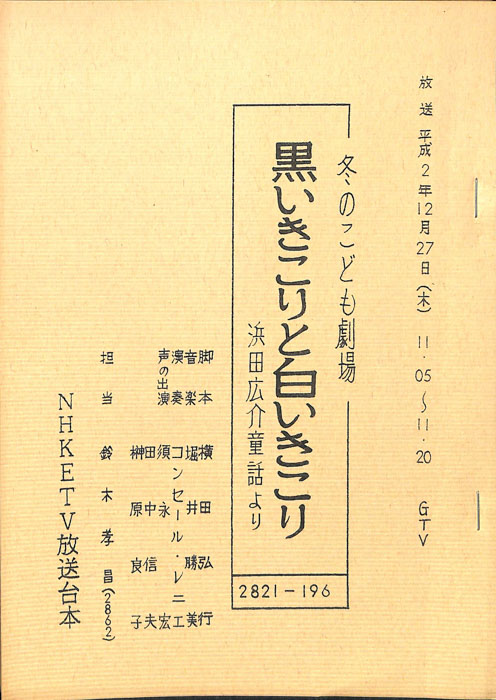 放送 平成2年12月27日(木) 11.05〜11.20 GTV
冬のこども劇場
黒いきこりと白いきこり
浜田広介童話より
2821-196
脚本 横田弘行
音楽 堀井勝美
演奏 コンセール・レニエ
声の出演 須永宏
田中信夫
榊原良子
担当 鈴木孝昌(2862)
NHKETV放送台本